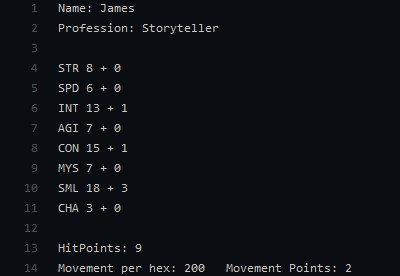 1 Name: James
2 Profession: Storyteller
3
4 STR 8 + 0
5 SPD 6 + 0
6 INT 13 + 1
7 AGI 7 + 0
8 CON 15 + 1
9 MYS 7 + 0
10 SML 18 + 3
11 CHA 3 + 0
12
13 HitPoints: 9
14 Movement per hex: 200 Movement Points: 2